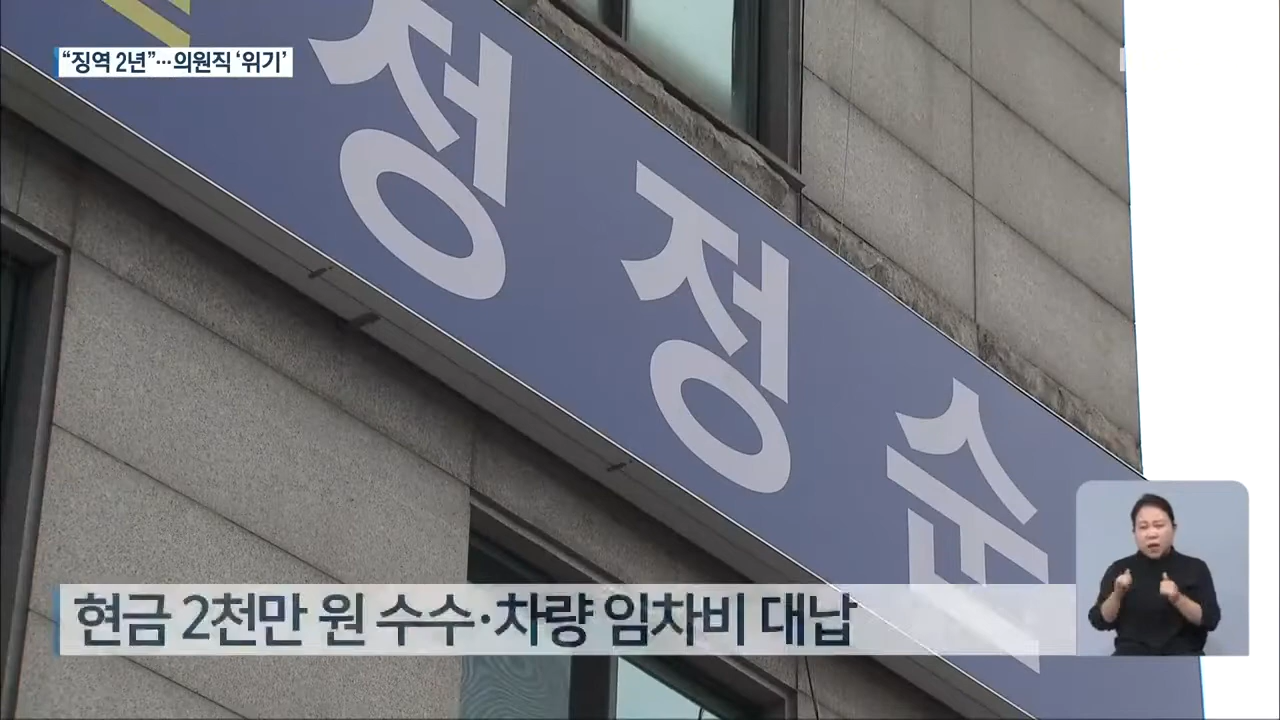 “징역 2년”…의원직 ‘위기’
정정순
현금 2천만 원 수수·차량 임차비 대납